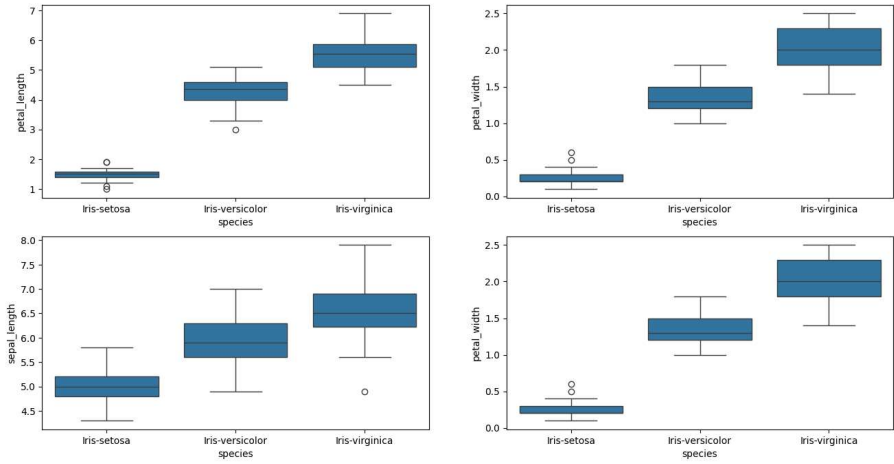 petal_length
7
6
5
4
3
2
1
Iris-setosa Iris-versicolor Iris-virginica
species
petal_width
2.5
2.0
1.5
1.0
0.5
0.0
Iris-setosa Iris-versicolor Iris-virginica
species
sepal_length
8.0
7.5
7.0
6.5
6.0
5.5
5.0
4.5
Iris-setosa Iris-versicolor Iris-virginica
species
petal_width
2.5
2.0
1.5
1.0
0.5
0.0
Iris-setosa Iris-versicolor Iris-virginica
species